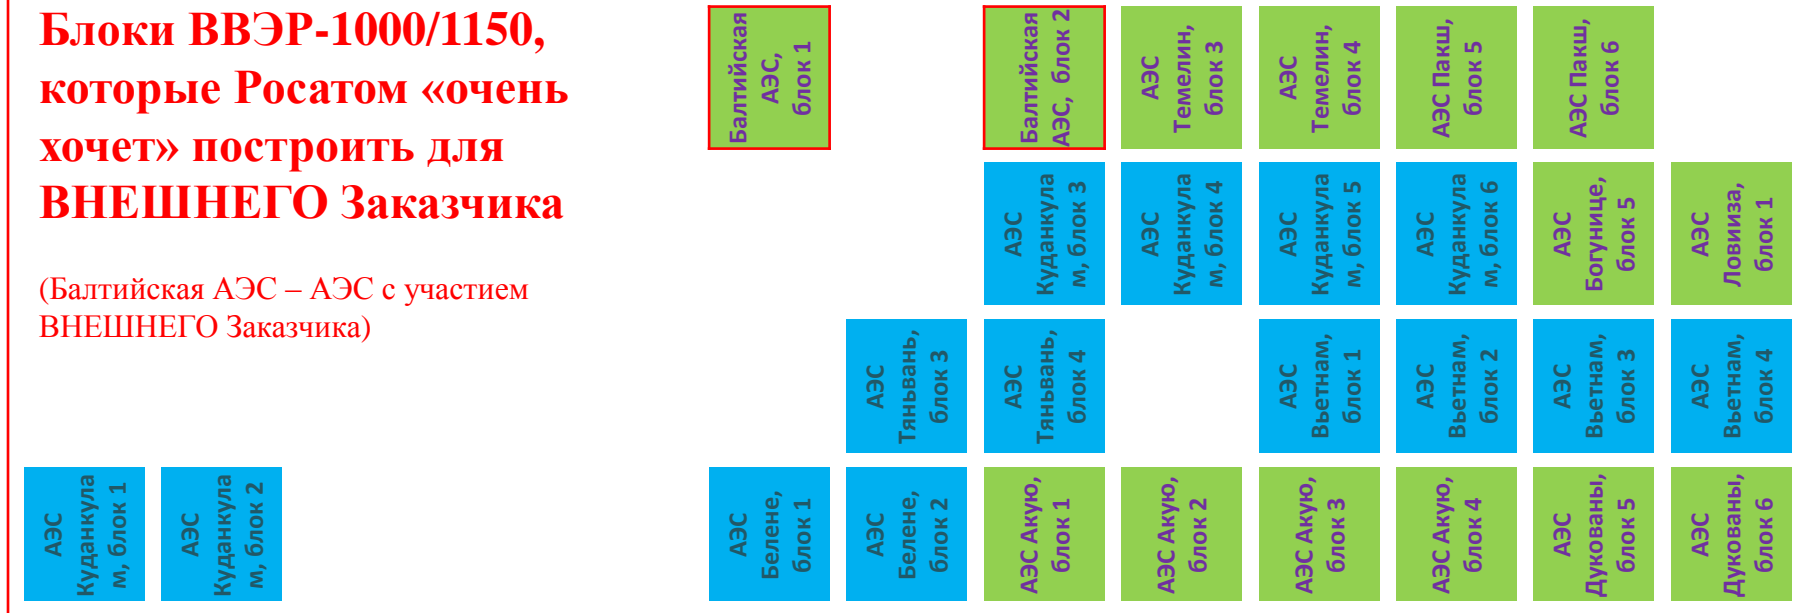 Блоки ВВЭР-1000/1150,
которые Росатом «очень
хочет» построить для
ВНЕШНЕГО Заказчика
(Балтийская АЭС – АЭС с участием
ВНЕШНЕГО Заказчика)
Балтийская
АЭС,
блок 1
Балтийская
АЭС, блок 2
АЭС
Темелин,
блок 3
АЭС
Темелин,
блок 4
АЭС Пакш,
блок 5
АЭС Пакш,
блок 6
АЭС
Куданкула
м, блок 3
АЭС
Куданкула
м, блок 4
АЭС
Куданкула
м, блок 5
АЭС
Куданкула
м, блок 6
АЭС
Богунице,
блок 5
АЭС
Ловииза,
блок 1
АЭС
Тяньвань,
блок 3
АЭС
Тяньвань,
блок 4
АЭС
Вьетнам,
блок 1
АЭС
Вьетнам,
блок 2
АЭС
Вьетнам,
блок 3
АЭС
Вьетнам,
блок 4
АЭС
Куданкула
м, блок 1
АЭС
Куданкула
м, блок 2
АЭС
Белене,
блок 1
АЭС
Белене,
блок 2
АЭС Акую,
блок 1
АЭС Акую,
блок 2
АЭС Акую,
блок 3
АЭС Акую,
блок 4
АЭС
Дукованы,
блок 5
АЭС
Дукованы,
блок 6